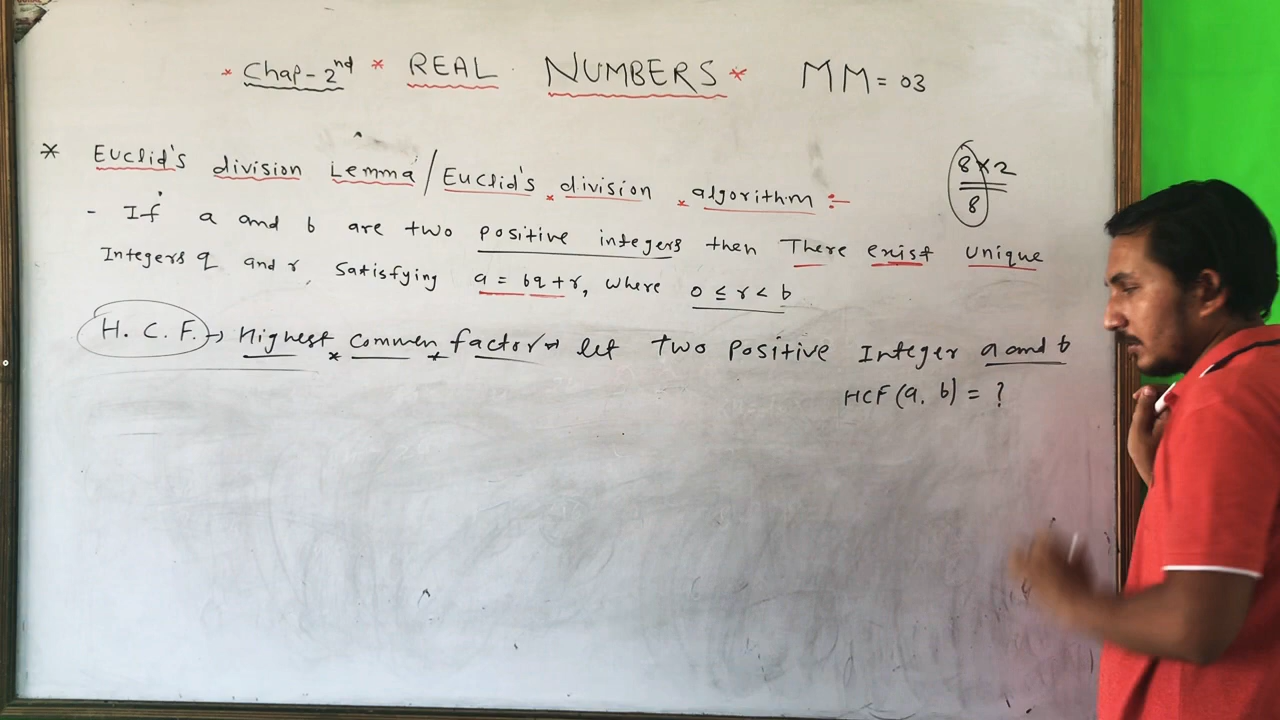 * Chap-2nd * REAL NUMBERS * MM = 03
* Euclid's division Lemma / Euclid's division algorithm :-
8 x 2
8
- If a and b are two positive integers then There exist unique
Integers q and r satisfying a = bq + r, where 0 ≤ r < b
H. C. F. → Highest commen factor → let two positive Integer a and b
HCF (a, b) = ?